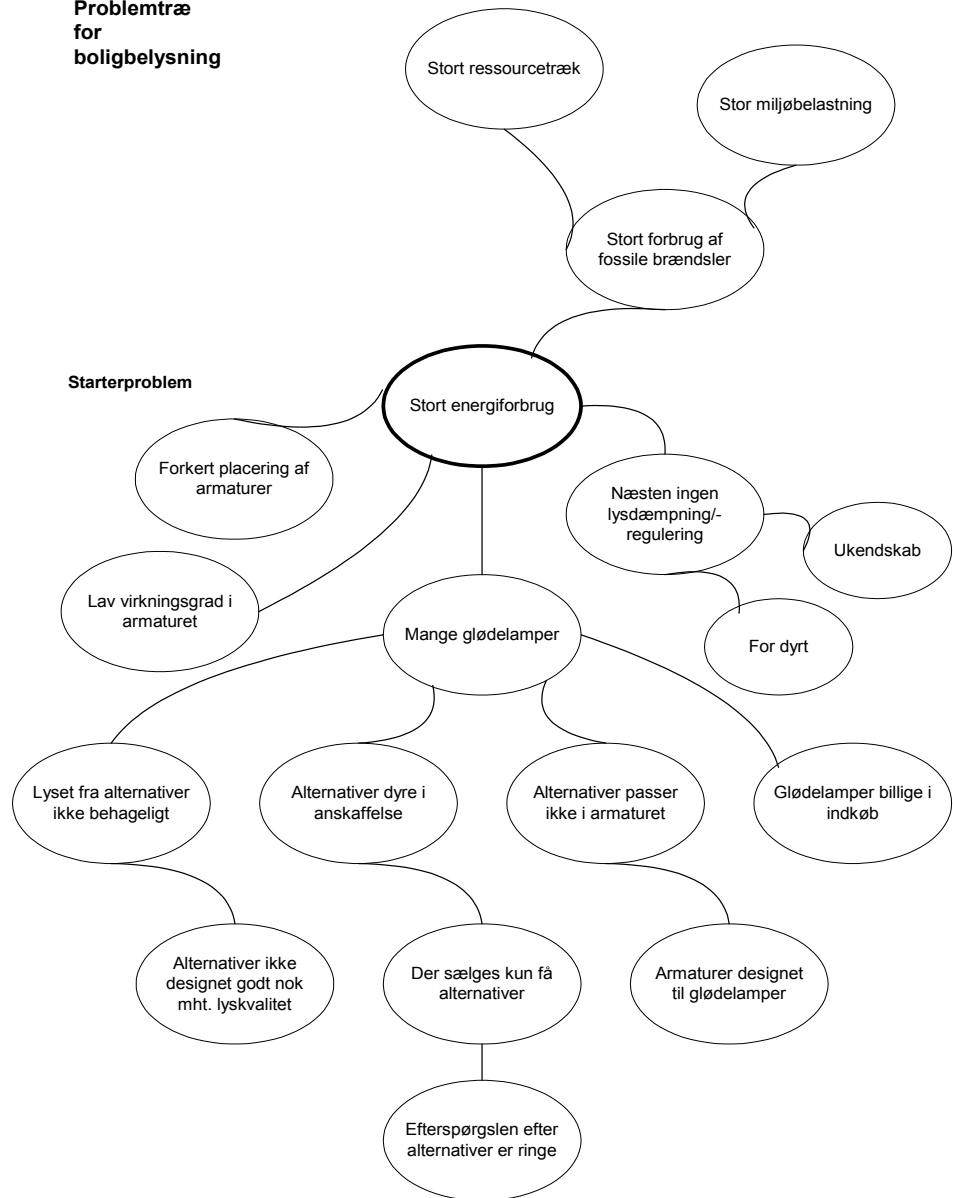 Problemtræ
for
boligbelysning
Stort ressourcetræk
Stor miljøbelastning
Stort forbrug af
fossile brændsler
Starterproblem
Stort energiforbrug
Forkert placering af
armaturer
Næsten ingen
lysdæmpning/-
regulering
Ukendskab
Lav virkningsgrad i
armaturet
Mange glødelamper
For dyrt
Lyset fra alternativer
ikke behageligt
Alternativer dyre i
anskaffelse
Alternativer passer
ikke i armaturet
Glødelamper billige i
indkøb
Alternativer ikke
designet godt nok
mht. lyskvalitet
Der sælges kun få
alternativer
Armaturer designet
til glødelamper
Efterspørgslen efter
alternativer er ringe